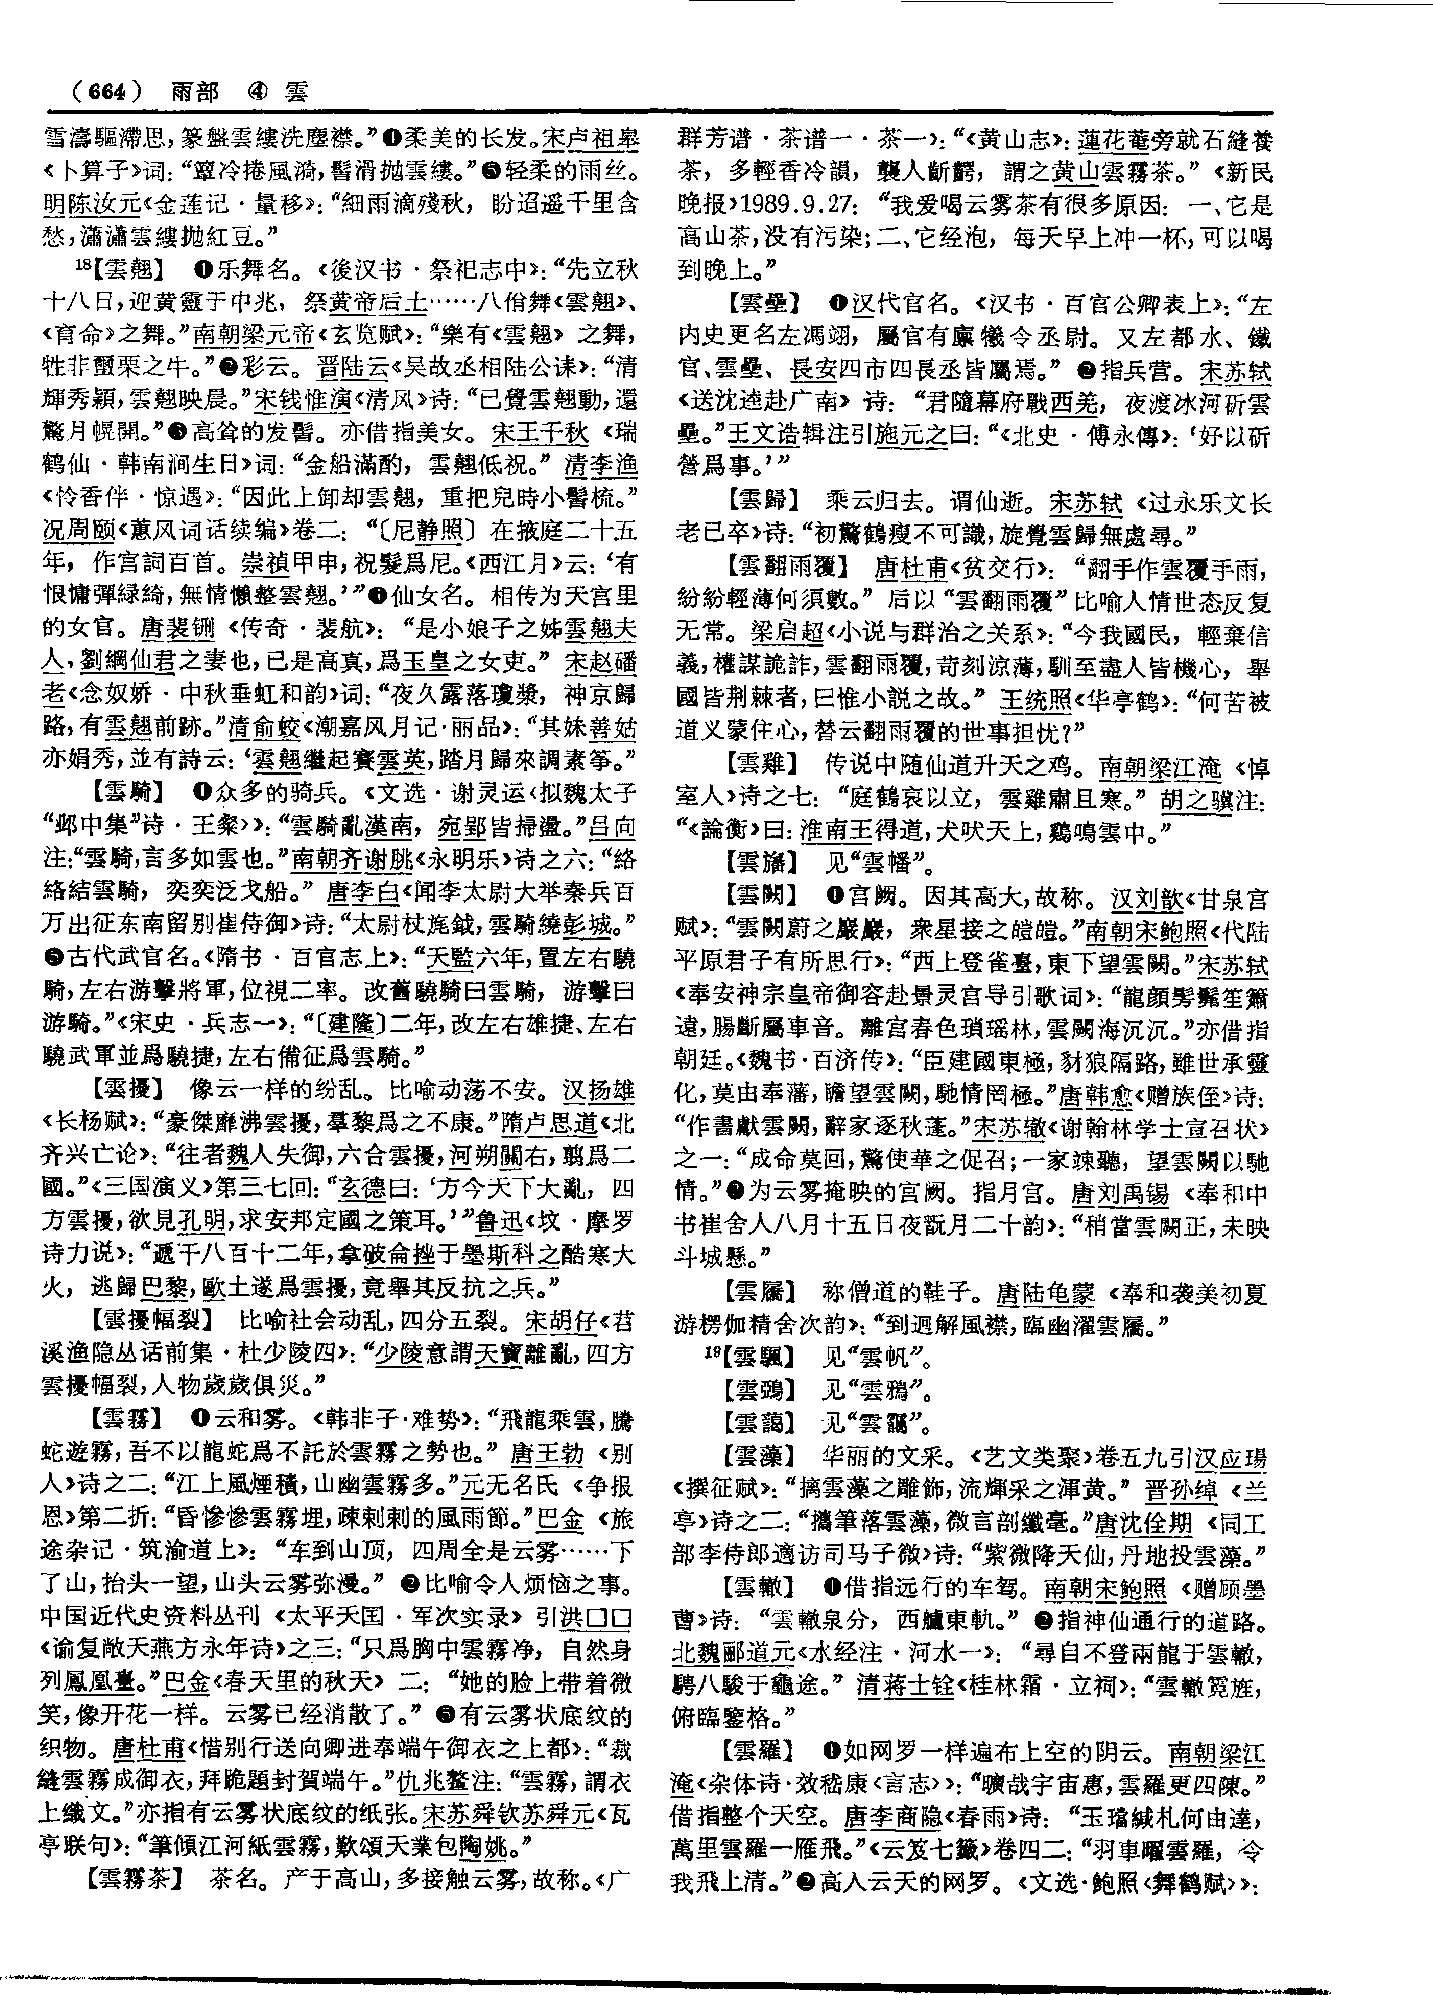 （664） 雨部 ④ 雲
雪濤驅滯思，篆盤雲縷洗塵襟。”❹柔美的长发。宋卢祖皋
《卜算子》词：“簟冷捲風漪，髻滑抛雲缕。”❺轻柔的雨丝。
明陈汝元《金莲记·量移》：“細雨滴殘秋，盼迢遥千里含
愁，瀟瀟雲縷抛紅豆。”
18【雲翹】 ❶乐舞名。《後汉书·祭祀志中》：“先立秋
十八日，迎黄靈于中兆，祭黄帝后土……八佾舞《雲翹》、
《育命》之舞。”南朝梁元帝《玄览赋》：“樂有《雲翹》之舞，
牲非蠒栗之牛。”❷彩云。晋陆云《吴故丞相陆公诔》：“清
輝秀穎，雲翹映晨。”宋钱惟演《清风》诗：“已覺雲翹動，還
驚月幌開。”❸高耸的发髻。亦借指美女。宋王千秋《瑞
鹤仙·韩南涧生日》词：“金船滿酌，雲翹低祝。”清李渔
《怜香伴·惊遇》：“因此上卸却雲翹，重把兒時小髻梳。”
况周颐《蕙风词话续编》卷二：“〔尼静照〕在掖庭二十五
年，作宫詞百首。崇禎甲申，祝髮爲尼。《西江月》云：‘有
恨慵彈緑綺，無情懶整雲翹。’”❹仙女名。相传为天宫里
的女官。唐裴铏《传奇·裴航》：“是小娘子之姊雲翹夫
人，劉綱仙君之妻也，已是高真，爲玉皇之女吏。”宋赵磻
老《念奴娇·中秋垂虹和韵》词：“夜久露落瓊漿，神京歸
路，有雲翹前跡。”清俞蛟《潮嘉风月记·丽品》：“其妹善姑
亦娟秀，並有詩云：‘雲翹繼起賽雲英，踏月歸來調素筝。”
【雲騎】 ❶众多的骑兵。《文选·谢灵运〈拟魏太子
“邺中集”诗·王粲〉》：“雲騎亂漢南，宛郢皆掃盪。”吕向
注：“雲騎，言多如雲也。”南朝齐谢朓《永明乐》诗之六：“絡
絡結雲騎，奕奕泛戈船。”唐李白《闻李太尉大举秦兵百
万出征东南留别崔侍御》诗：“太尉杖旄鉞，雲騎繞彭城。”
❷古代武官名。《隋书·百官志上》：“天監六年，置左右驍
騎，左右游擊將軍，位視二率。改舊驍騎曰雲騎，游擊曰
游騎。”《宋史·兵志一》：“〔建隆〕二年，改左右雄捷、左右
驍武軍並爲驍捷，左右備征爲雲騎。”
【雲擾】 像云一样的纷乱。比喻动荡不安。汉扬雄
《长杨赋》：“豪傑靡沸雲擾，羣黎爲之不康。”隋卢思道《北
齐兴亡论》：“往者魏人失御，六合雲擾，河朔關右，翦爲二
國。”《三国演义》第三七回：“玄德曰：‘方今天下大亂，四
方雲擾，欲見孔明，求安邦定國之策耳。’”鲁迅《坟·摩罗
诗力说》：“遞千八百十二年，拿破侖挫于墨斯科之酷寒大
火，逃歸巴黎，歐土遂爲雲擾，竟舉其反抗之兵。”
【雲擾幅裂】 比喻社会动乱，四分五裂。宋胡仔《苕
溪渔隐丛话前集·杜少陵四》：“少陵意謂天寶離亂，四方
雲擾幅裂，人物歲歲俱災。”
【雲霧】 ❶云和雾。《韩非子·难势》：“飛龍乘雲，騰
蛇遊霧，吾不以龍蛇爲不託於雲霧之勢也。”唐王勃《别
人》诗之二：“江上風煙積，山幽雲霧多。”元无名氏《争报
恩》第二折：“昏慘慘雲霧埋，疎剌剌的風雨節。”巴金《旅
途杂记·筑渝道上》：“车到山顶，四周全是云雾……下
了山，抬头一望，山头云雾弥漫。”❷比喻令人烦恼之事。
中国近代史资料丛刊《太平天国·军次实录》引洪□□
《谕复敞天燕方永年诗》之三：“只爲胸中雲霧净，自然身
列鳳凰臺。”巴金《春天里的秋天》二：“她的脸上带着微
笑，像开花一样。云雾已经消散了。”❸有云雾状底纹的
织物。唐杜甫《惜别行送向卿进奉端午御衣之上都》：“裁
縫雲霧成御衣，拜跪題封賀端午。”仇兆鳌注：“雲霧，謂衣
上織文。”亦指有云雾状底纹的纸张。宋苏舜钦苏舜元《瓦
亭联句》：“筆傾江河紙雲霧，歎頌天業包陶姚。”
【雲霧茶】 茶名。产于高山，多接触云雾，故称。《广
群芳谱·茶谱一·茶一》：“《黄山志》：蓮花菴旁就石縫養
茶，多輕香冷韻，襲人齗齶，謂之黄山雲霧茶。”《新民
晚报》1989.9.27：“我爱喝云雾茶有很多原因：一、它是
高山茶，没有污染；二、它经泡，每天早上冲一杯，可以喝
到晚上。”
【雲壘】 ❶汉代官名。《汉书·百官公卿表上》：“左
内史更名左馮翊，屬官有廪犧令丞尉。又左都水、鐵
官、雲壘、長安四市四長丞皆屬焉。”❷指兵营。宋苏轼
《送沈逵赴广南》诗：“君隨幕府戰西羌，夜渡冰河斫雲
壘。”王文诰辑注引施元之曰：“《北史·傅永傳》：‘好以斫
營爲事。’”
【雲歸】 乘云归去。谓仙逝。宋苏轼《过永乐文长
老已卒》诗：“初驚鶴瘦不可識，旋覺雲歸無處尋。”
【雲翻雨覆】 唐杜甫《贫交行》：“翻手作雲覆手雨，
紛紛輕薄何須數。”后以“雲翻雨覆”比喻人情世态反复
无常。梁启超《小说与群治之关系》：“今我國民，輕棄信
義，權謀詭詐，雲翻雨覆，苛刻涼薄，馴至盡人皆機心，舉
國皆荆棘者，曰惟小説之故。”王统照《华亭鹤》：“何苦被
道义蒙住心，替云翻雨覆的世事担忧？”
【雲雞】 传说中随仙道升天之鸡。南朝梁江淹《悼
室人》诗之七：“庭鶴哀以立，雲雞肅且寒。”胡之骥注：
“《論衡》曰：淮南王得道，犬吠天上，鷄鳴雲中。”
【雲旛】 见“雲幡”。
【雲闕】 ❶宫阙。因其高大，故称。汉刘歆《甘泉宫
赋》：“雲闕蔚之巖巖，衆星接之皑皑。”南朝宋鲍照《代陆
平原君子有所思行》：“西上登雀臺，東下望雲闕。”宋苏轼
《奉安神宗皇帝御容赴景灵宫导引歌词》：“龍顔髣髴笙簫
遠，腸斷屬車音。離宫春色瑣瑶林，雲闕海沉沉。”亦借指
朝廷。《魏书·百济传》：“臣建國東極，豺狼隔路，雖世承靈
化，莫由奉藩，瞻望雲闕，馳情罔極。”唐韩愈《赠族侄》诗：
“作書獻雲闕，辭家逐秋蓬。”宋苏辙《谢翰林学士宣召状》
之一：“成命莫回，驚使華之促召；一家竦聽，望雲闕以馳
情。”❷为云雾掩映的宫阙。指月宫。唐刘禹锡《奉和中
书崔舍人八月十五日夜翫月二十韵》：“稍當雲闕正，未映
斗城懸。”
【雲屩】 称僧道的鞋子。唐陆龟蒙《奉和袭美初夏
游楞伽精舍次韵》：“到迥解風襟，臨幽濯雲屩。”
19【雲颿】 见“雲帆”。
【雲鵶】 见“雲鴉”。
【雲藹】 见“雲靄”。
【雲藻】 华丽的文采。《艺文类聚》卷五九引汉应瑒
《撰征赋》：“摛雲藻之雕飾，流輝采之渾黄。”晋孙绰《兰
亭》诗之二：“攜筆落雲藻，微言剖纖毫。”唐沈佺期《同工
部李侍郎適访司马子微》诗：“紫微降天仙，丹地投雲藻。”
【雲轍】 ❶借指远行的车驾。南朝宋鲍照《赠顾墨
曹》诗：“雲轍泉分，西艫東軌。”❷指神仙通行的道路。
北魏郦道元《水经注·河水一》：“尋自不登兩龍于雲轍，
騁八駿于龜途。”清蒋士铨《桂林霜·立祠》：“雲轍霓旌，
俯臨鑒格。”
【雲羅】 ❶如网罗一样遍布上空的阴云。南朝梁江
淹《杂体诗·效嵇康〈言志〉》：“曠哉宇宙惠，雲羅更四陳。”
借指整个天空。唐李商隐《春雨》诗：“玉璫緘札何由達，
萬里雲羅一雁飛。”《云笈七籤》卷四二：“羽車曜雲羅，令
我飛上清。”❷高入云天的网罗。《文选·鲍照〈舞鹤赋〉》：